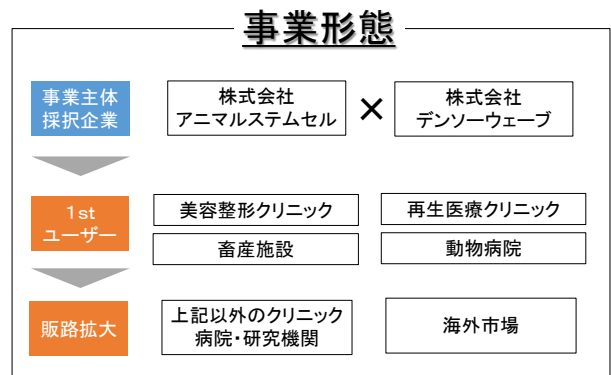 事業形態
事業主体
採択企業
株式会社
アニマルステムセル
×
株式会社
デンソーウェーブ
1st
ユーザー
美容整形クリニック
再生医療クリニック
畜産施設
動物病院
販路拡大
上記以外のクリニック
病院・研究機関
海外市場